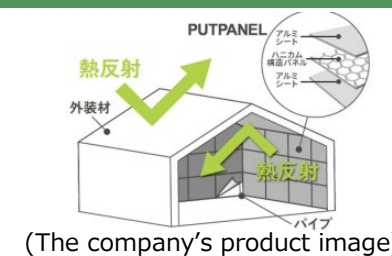 PUTPANEL
アルミ
シート
ハニカム
構造パネル
アルミ
シート
熱反射
外装材
熱反射
パイプ
(The company's product image)